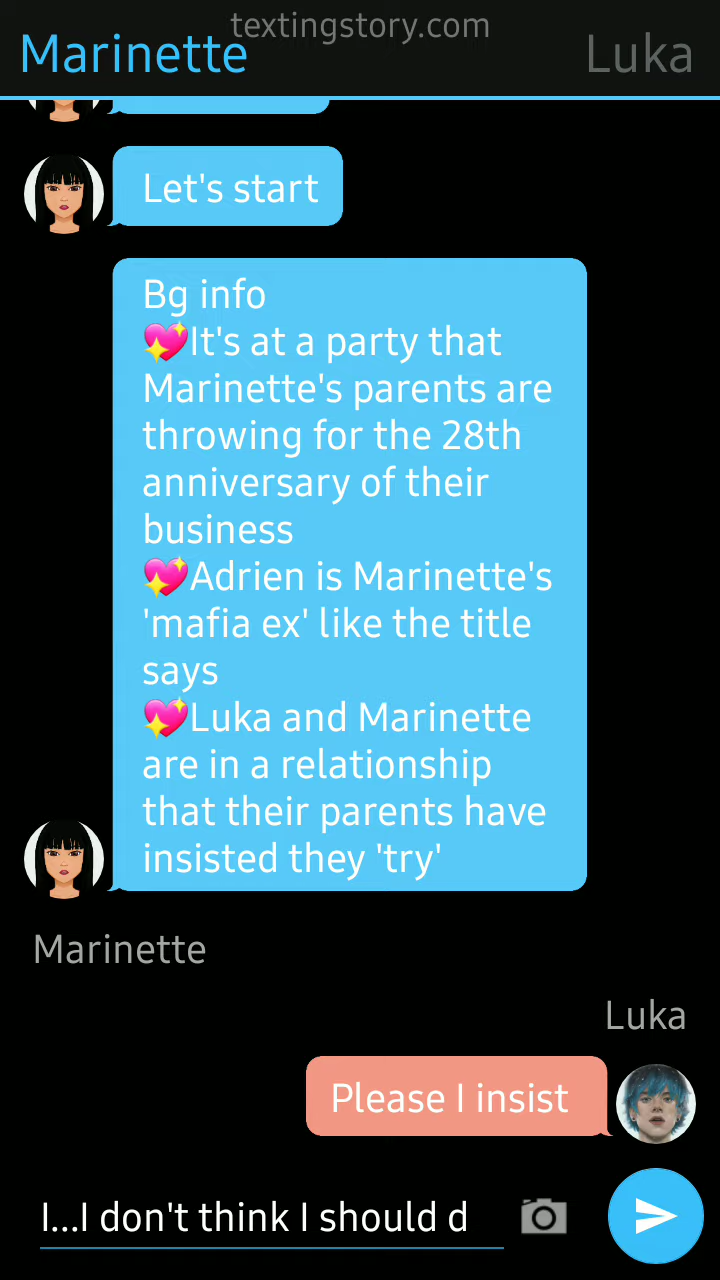 textingstory.com
Marinette
Luka
Let's start
Bg info
💖It's at a party that
Marinette's parents are
throwing for the 28th
anniversary of their
business
💖Adrien is Marinette's
'mafia ex' like the title
says
💖Luka and Marinette
are in a relationship
that their parents have
insisted they 'try'
Marinette
Luka
Please I insist
I...I don't think I should d